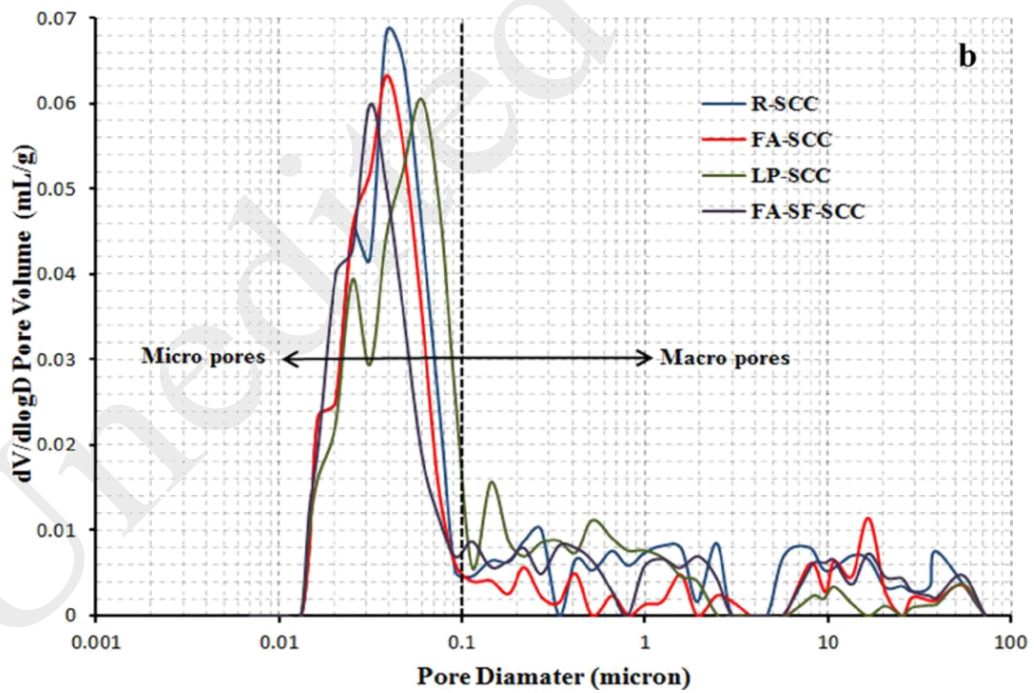 0.07
b
0.06
R-SCC
FA-SCC
LP-SCC
FA-SF-SCC
0.05
0.04
0.03
Micro pores
Macro pores
0.02
0.01
0
dV/dlogD Pore Volume (mL/g)
0.001
0.01
0.1
1
10
100
Pore Diamater (micron)
Unedited